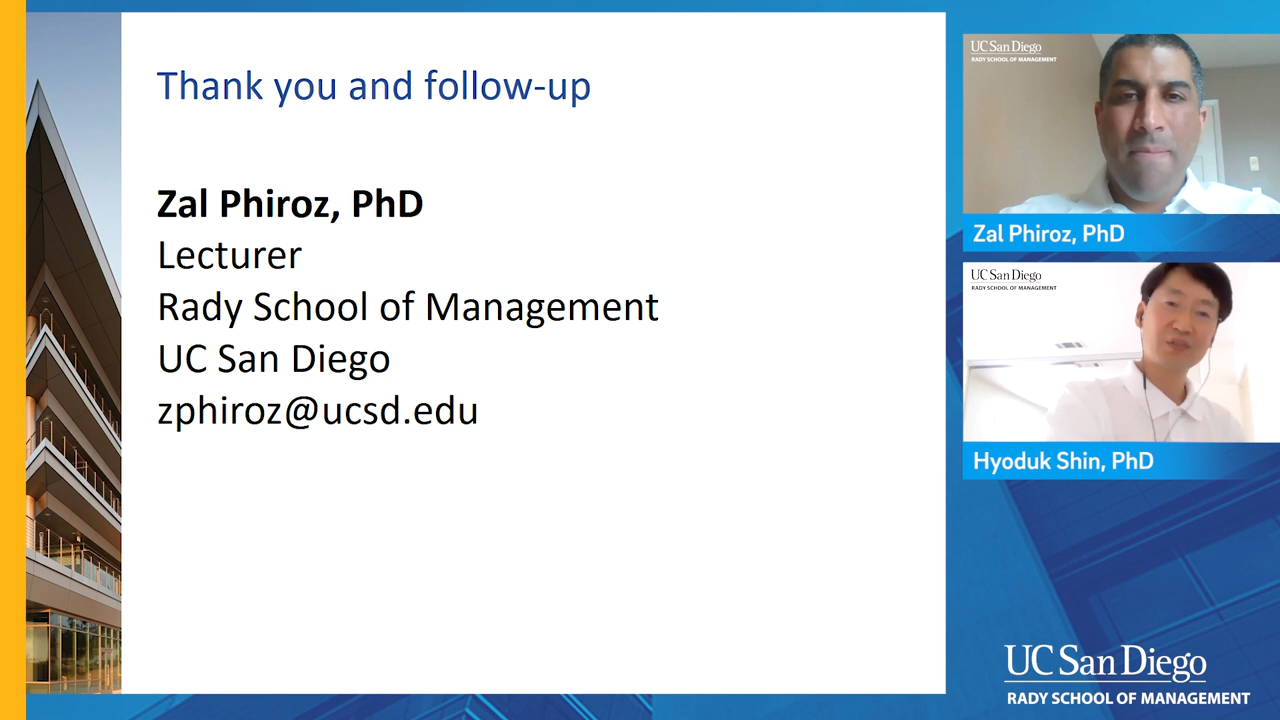 Thank you and follow-up
Zal Phiroz, PhD
Lecturer
Rady School of Management
UC San Diego
zphiroz@ucsd.edu
UC San Diego
RADY SCHOOL OF MANAGEMENT
Zal Phiroz, PhD
UC San Diego
RADY SCHOOL OF MANAGEMENT
Hyoduk Shin, PhD
UC San Diego
RADY SCHOOL OF MANAGEMENT